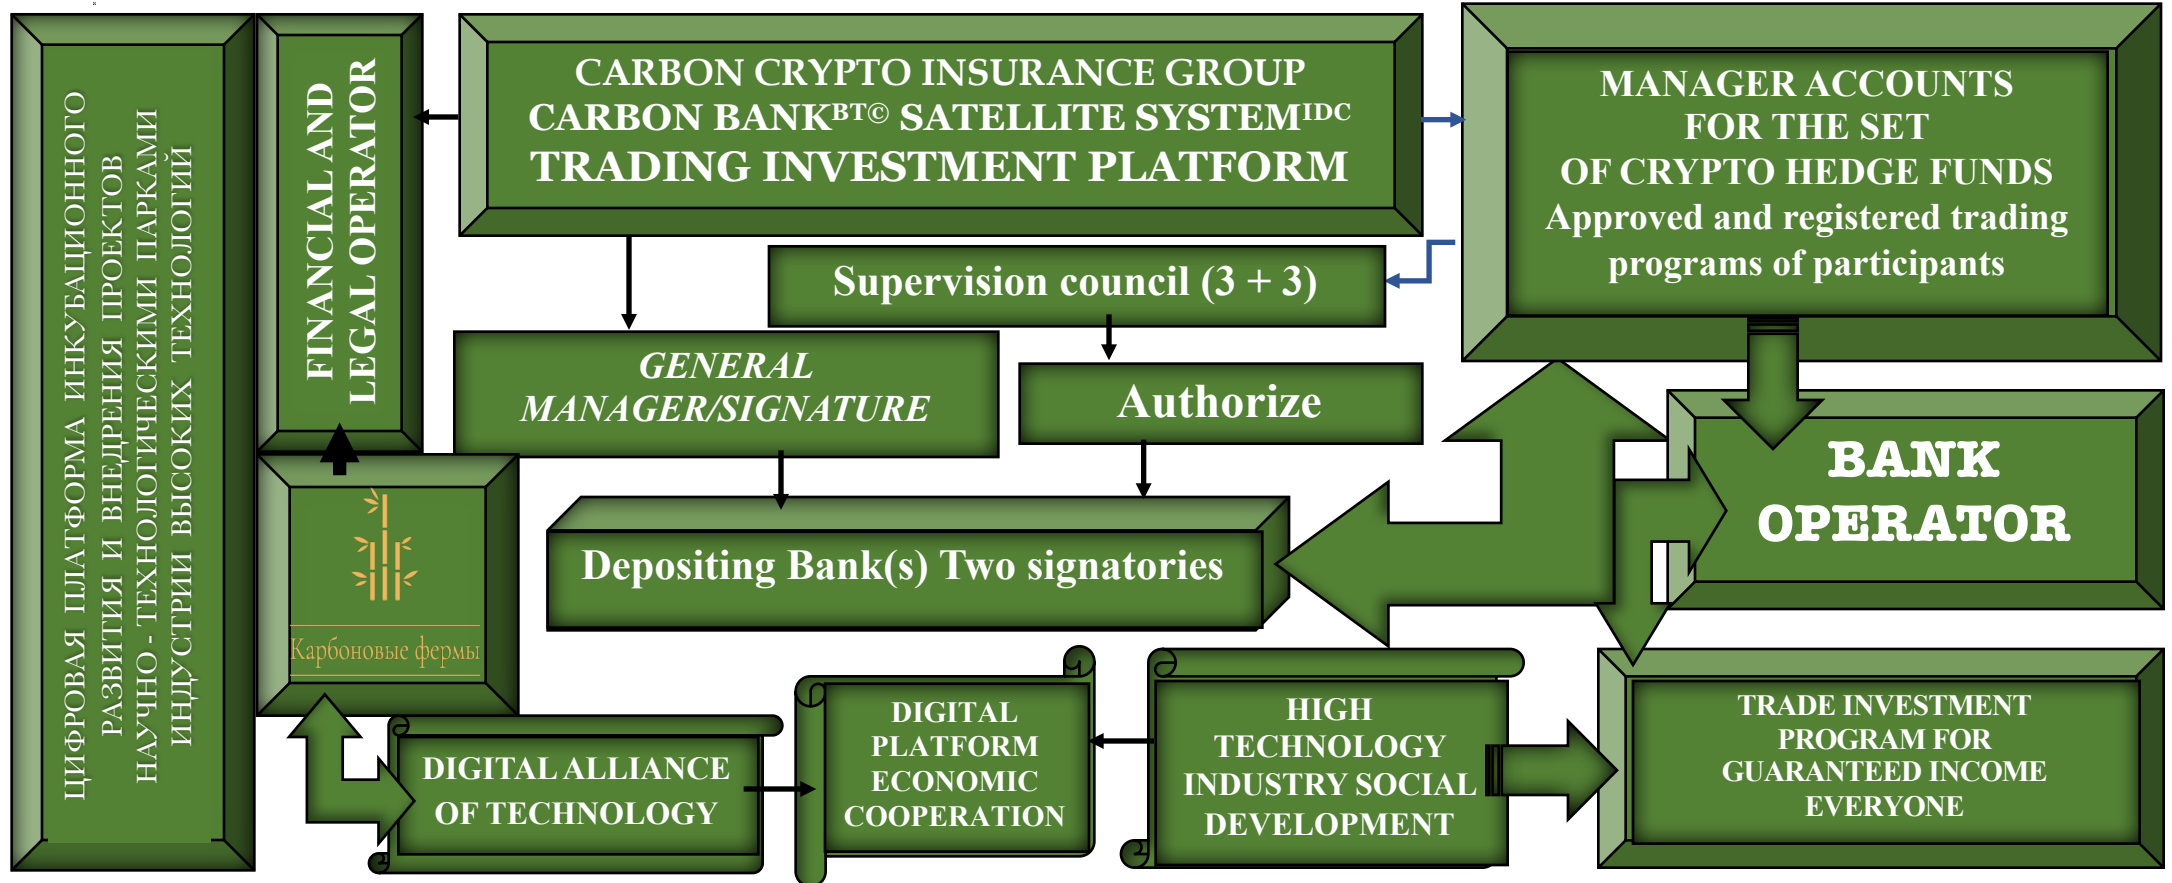 ЦИФРОВАЯ ПЛАТФОРМА ИНКУБАЦИОННОГО
РАЗВИТИЯ И ВНЕДРЕНИЯ ПРОЕКТОВ
НАУЧНО - ТЕХНОЛОГИЧЕСКИМИ ПАРКАМИ
ИНДУСТРИИ ВЫСОКИХ ТЕХНОЛОГИЙ
FINANCIAL AND
LEGAL OPERATOR
CARBON CRYPTO INSURANCE GROUP
CARBON BANKᴮᵀ© SATELLITE SYSTEMᴵᴰᶜ
TRADING INVESTMENT PLATFORM
MANAGER ACCOUNTS
FOR THE SET
OF CRYPTO HEDGE FUNDS
Approved and registered trading
programs of participants
Supervision council (3 + 3)
GENERAL
MANAGER/SIGNATURE
Authorize
BANK
OPERATOR
Depositing Bank(s) Two signatories
Карбоновые фермы
DIGITAL ALLIANCE
OF TECHNOLOGY
DIGITAL
PLATFORM
ECONOMIC
COOPERATION
HIGH
TECHNOLOGY
INDUSTRY SOCIAL
DEVELOPMENT
TRADE INVESTMENT
PROGRAM FOR
GUARANTEED INCOME
EVERYONE